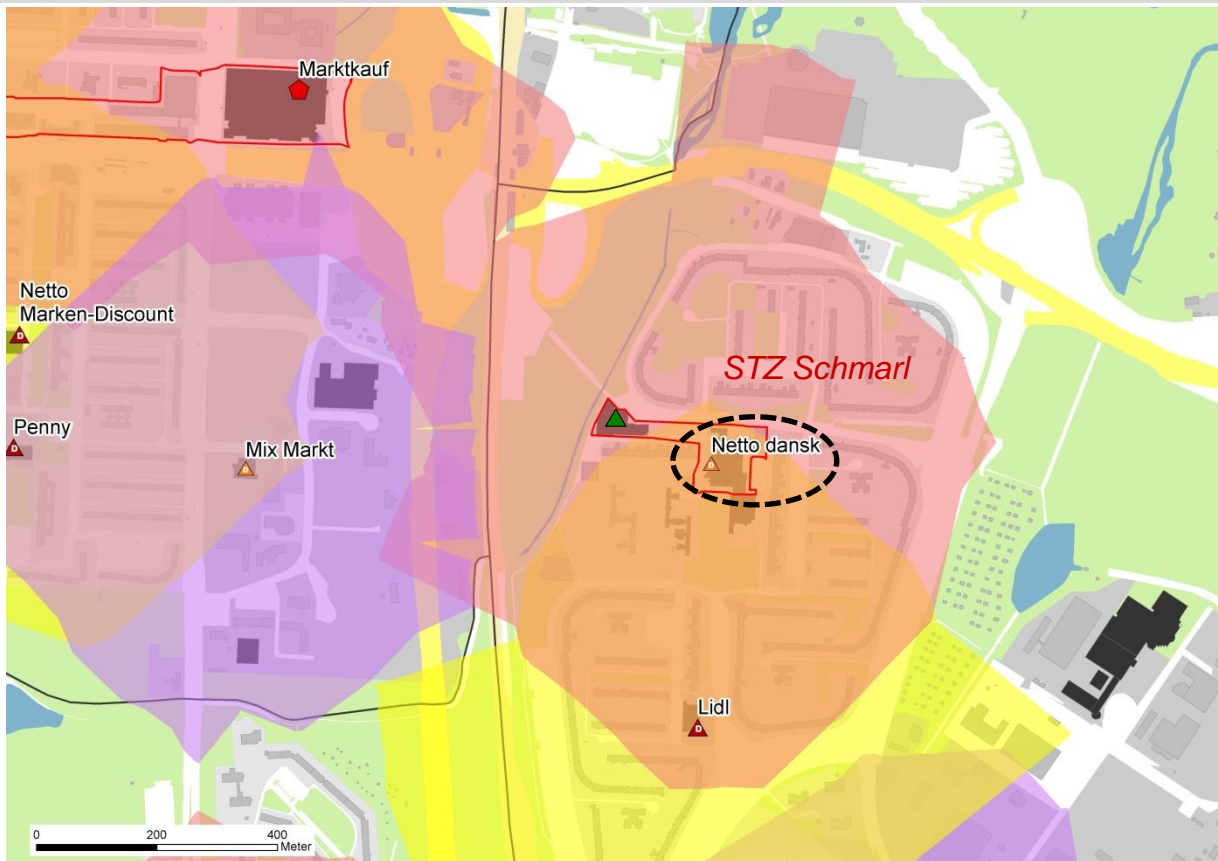 Marktkauf
Netto
Marken-Discount
D
STZ Schmarl
Penny
D
Mix Markt
Netto dansk
Lidl
D
0 200 400
Meter